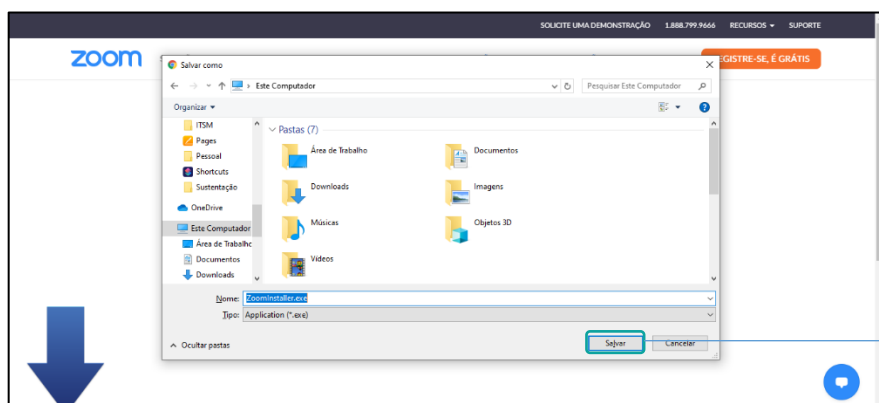 SOLICITE UMA DEMONSTRAÇÃO 1.888.799.9666 RECURSOS SUPORTE
zoom
EGISTRE-SE, É GRÁTIS
Salvar como
Este Computador
Pesquisar Este Computador
Organizar
ITSM
Pages
Pessoal
Shortcuts
Sustentação
OneDrive
Este Computador
Área de Trabalho
Documentos
Downloads
Pastas (7)
Área de Trabalho
Documentos
Downloads
Imagens
Músicas
Objetos 3D
Vídeos
Nome: ZoomInstaller.exe
Tipo: Application (*.exe)
Ocultar pastas
Salvar
Cancelar